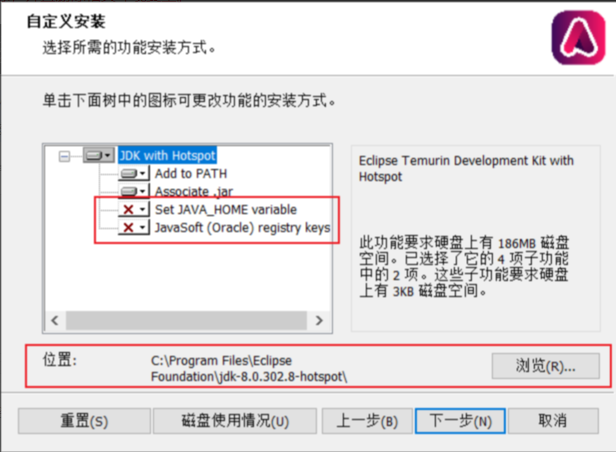 自定义安装
选择所需的功能安装方式。
单击下面树中的图标可更改功能的安装方式。
JDK with Hotspot
Add to PATH
Associate .jar
Set JAVA_HOME variable
JavaSoft (Oracle) registry keys
Eclipse Temurin Development Kit with
Hotspot
此功能要求硬盘上有 186MB 磁盘
空间。已选择了它的 4 项子功能
中的 2 项。这些子功能要求硬盘
上有 3KB 磁盘空间。
位置:
C:\Program Files\Eclipse
Foundation\jdk-8.0.302.8-hotspot\
浏览(R)...
重置(S)
磁盘使用情况(U)
上一步(B)
下一步(N)
取消